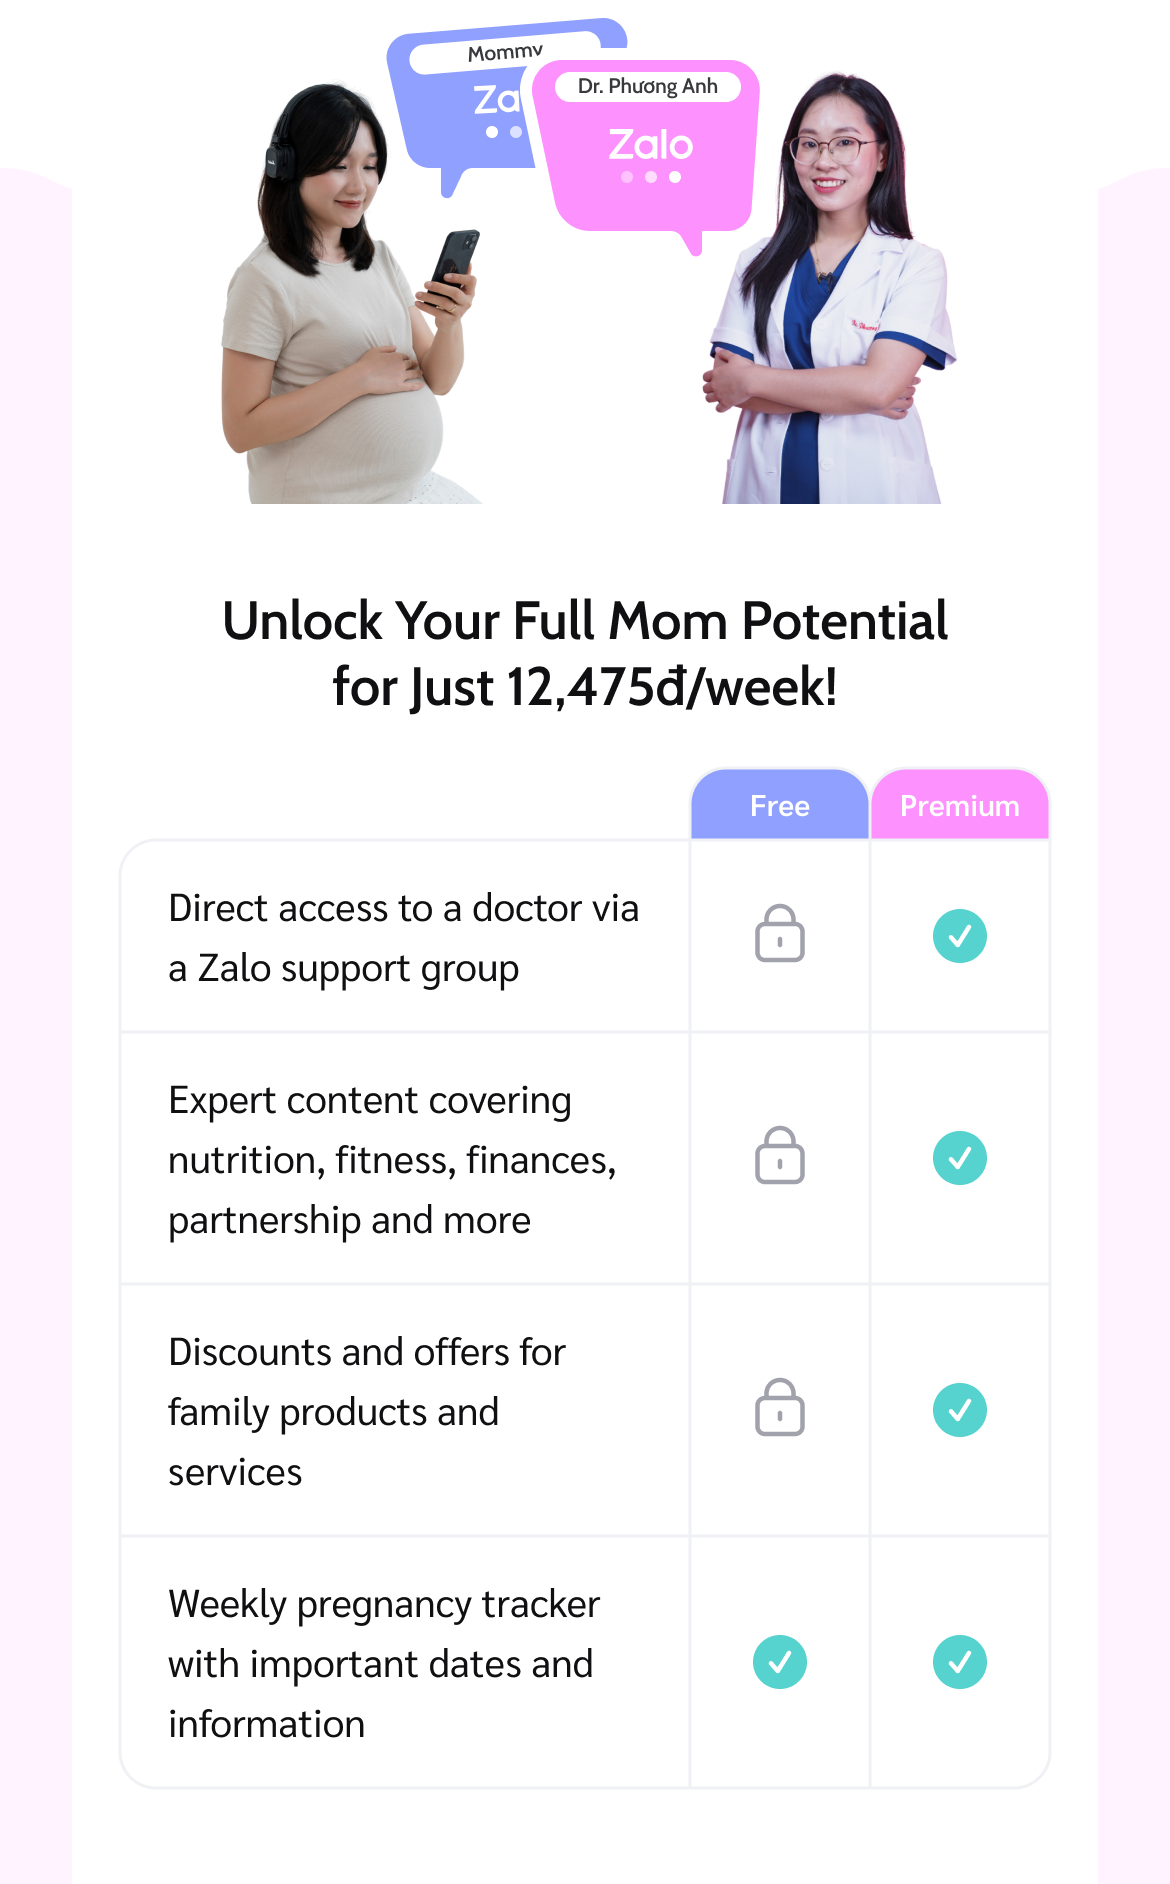 Mommy
Dr. Phương Anh
Zalo
Unlock Your Full Mom Potential
for Just 12,475đ/week!
Free
Premium
Direct access to a doctor via
a Zalo support group
Expert content covering
nutrition, fitness, finances,
partnership and more
Discounts and offers for
family products and
services
Weekly pregnancy tracker
with important dates and
information